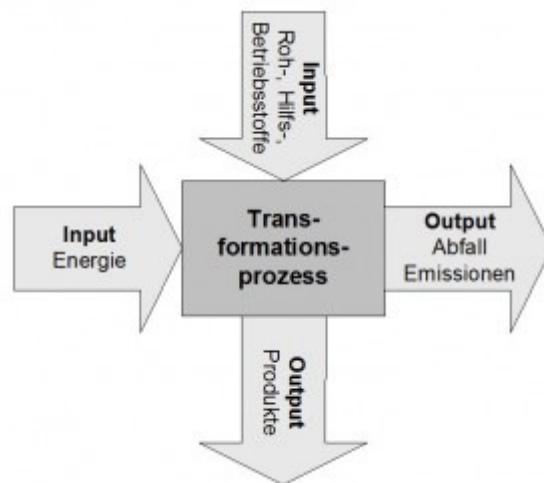 Input
Roh-, Hilfs-,
Betriebsstoffe
Input
Energie
Trans-
formations-
prozess
Output
Abfall
Emissionen
Output
Produkte